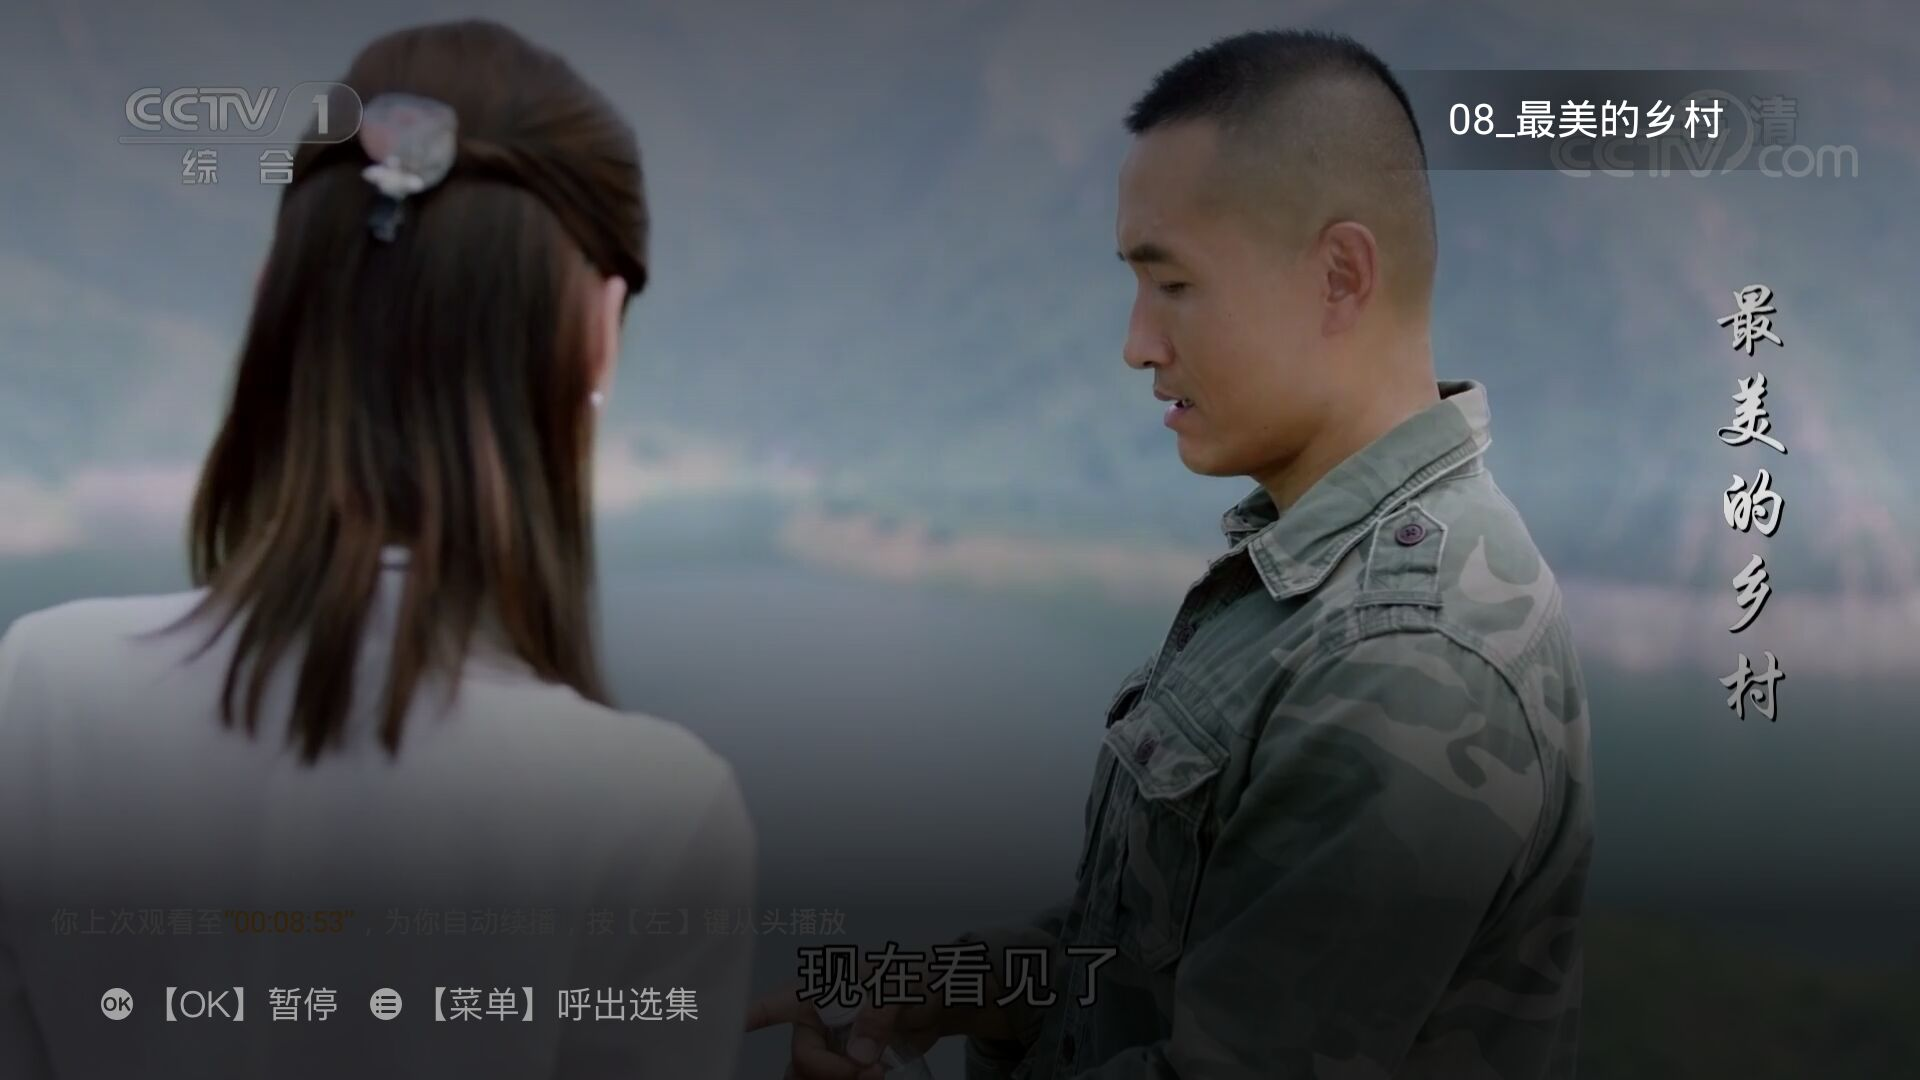 CCTV 1
综合
08_最美的乡村
清
CCTV.com
最美的乡村
你上次观看至"00:08:53"，为你自动续播，按【左】键从头播放
现在看见了
OK 【OK】暂停 【菜单】呼出选集